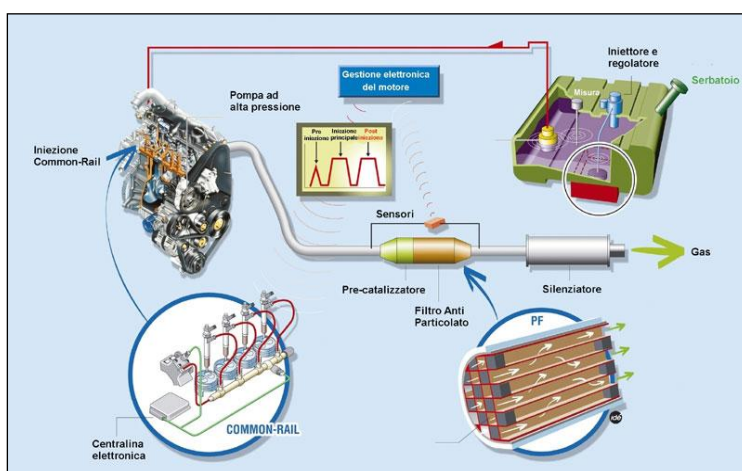 Iniettore e
regolatore
Serbatoio
Misura
Gestione elettronica
del motore
Pompa ad
alta pressione
Pre
iniezione
Iniezione
principale
Post
iniezione
Iniezione
Common-Rail
Sensori
Gas
Pre-catalizzatore
Filtro Anti
Particolato
Silenziatore
PF
COMMON-RAIL
Centralina
elettronica
idé